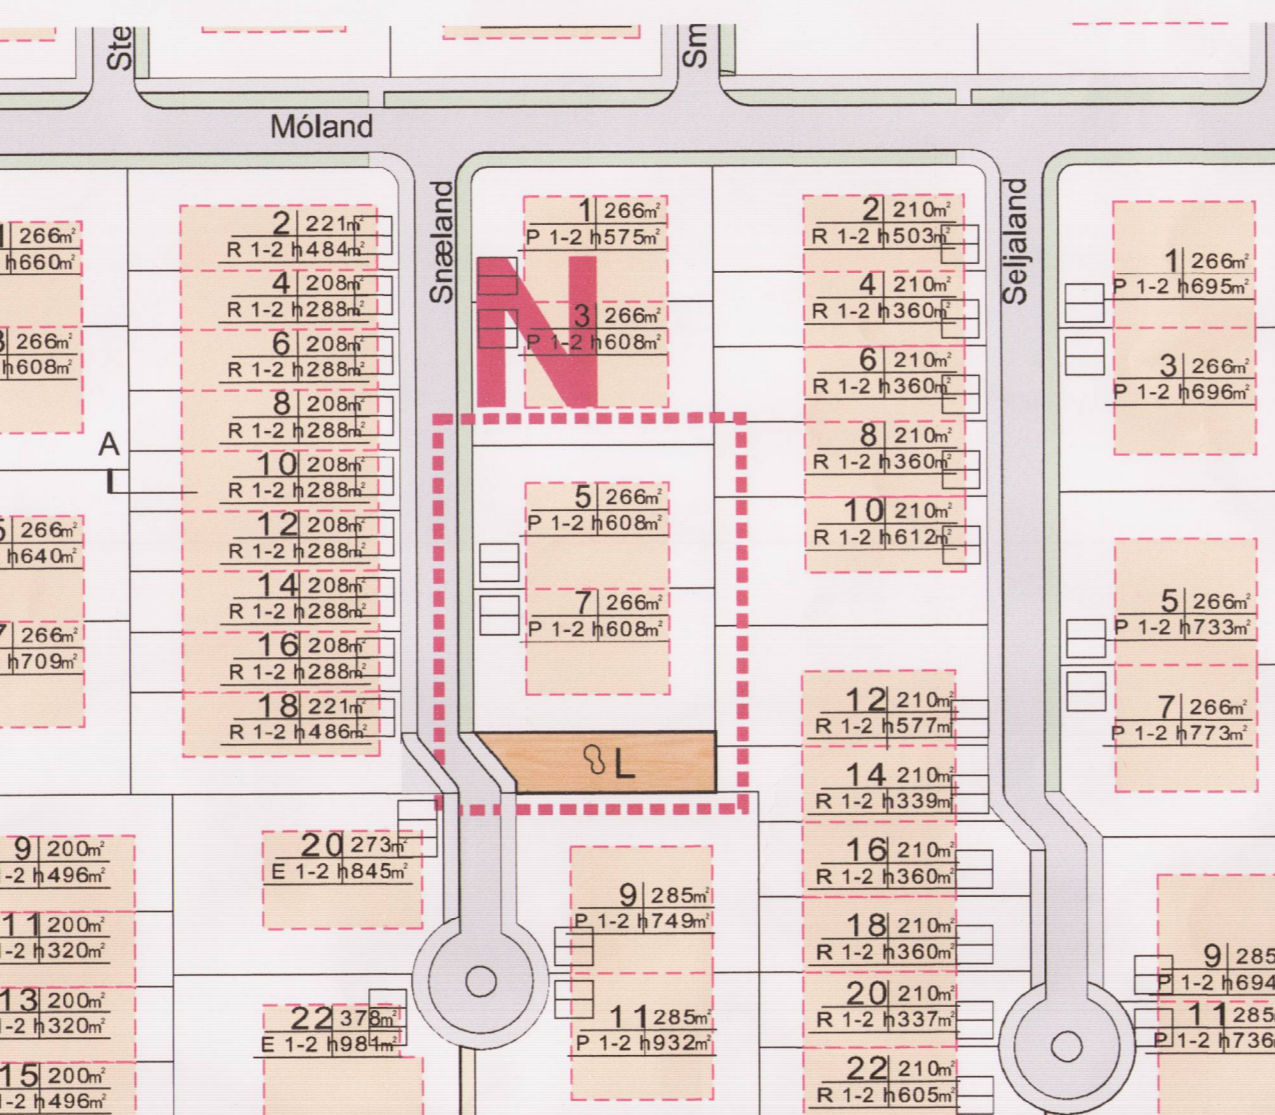 Ste
Sm
Móland
Snæland
Seljaland
266m²
h660m²
266m²
h608m²
A
266m²
h640m²
266m²
h709m²
2 221m²
R 1-2 h484m²
4 208m²
R 1-2 h288m²
6 208m²
R 1-2 h288m²
8 208m²
R 1-2 h288m²
10 208m²
R 1-2 h288m²
12 208m²
R 1-2 h288m²
14 208m²
R 1-2 h288m²
16 208m²
R 1-2 h288m²
18 221m²
R 1-2 h486m²
1 266m²
P 1-2 h575m²
N
3 266m²
P 1-2 h608m²
5 266m²
P 1-2 h608m²
7 266m²
P 1-2 h608m²
L
2 210m²
R 1-2 h503m²
4 210m²
R 1-2 h360m²
6 210m²
R 1-2 h360m²
8 210m²
R 1-2 h360m²
10 210m²
R 1-2 h612m²
12 210m²
R 1-2 h577m²
14 210m²
R 1-2 h339m²
16 210m²
R 1-2 h360m²
18 210m²
R 1-2 h360m²
20 210m²
R 1-2 h337m²
22 210m²
R 1-2 h605m²
1 266m²
P 1-2 h695m²
3 266m²
P 1-2 h696m²
5 266m²
P 1-2 h733m²
7 266m²
P 1-2 h773m²
9 285
P 1-2 h694
11 285
P 1-2 h736
9 200m²
-2 h496m²
11 200m²
-2 h320m²
13 200m²
1-2 h320m²
15 200m²
1-2 h496m²
20 273m²
E 1-2 h845m²
22 378m²
E 1-2 h981m²
9 285m²
P 1-2 h749m²
11 285m²
P 1-2 h932m²